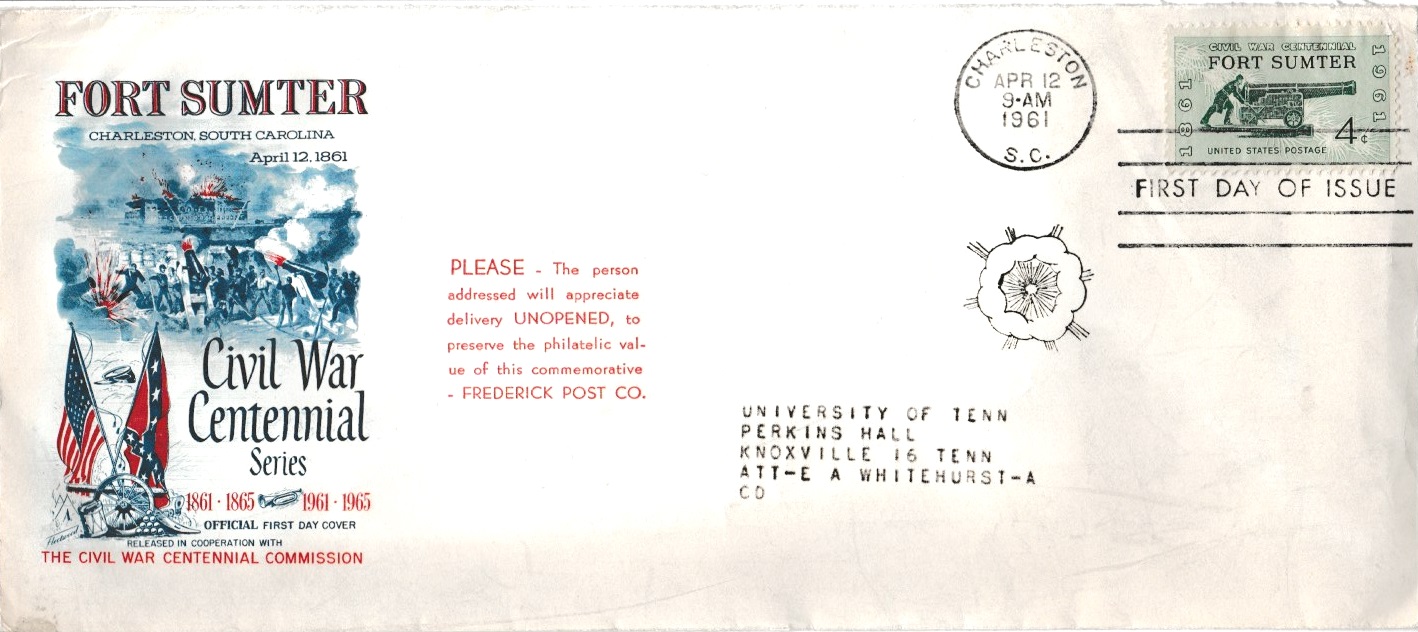 FORT SUMTER
CHARLESTON, SOUTH CAROLINA
April 12, 1861
Civil War
Centennial
Series
1861 · 1865 1961 · 1965
OFFICIAL FIRST DAY COVER
RELEASED IN COOPERATION WITH
THE CIVIL WAR CENTENNIAL COMMISSION
Fleetwood
PLEASE - The person
addressed will appreciate
delivery UNOPENED, to
preserve the philatelic val-
ue of this commemorative
- FREDERICK POST CO.
CHARLESTON
APR 12
9-AM
1961
S.C.
CIVIL WAR CENTENNIAL
FORT SUMTER
1861
1961
4¢
UNITED STATES POSTAGE
FIRST DAY OF ISSUE
UNIVERSITY OF TENN
PERKINS HALL
KNOXVILLE 16 TENN
ATT-E A WHITEHURST-A
CD